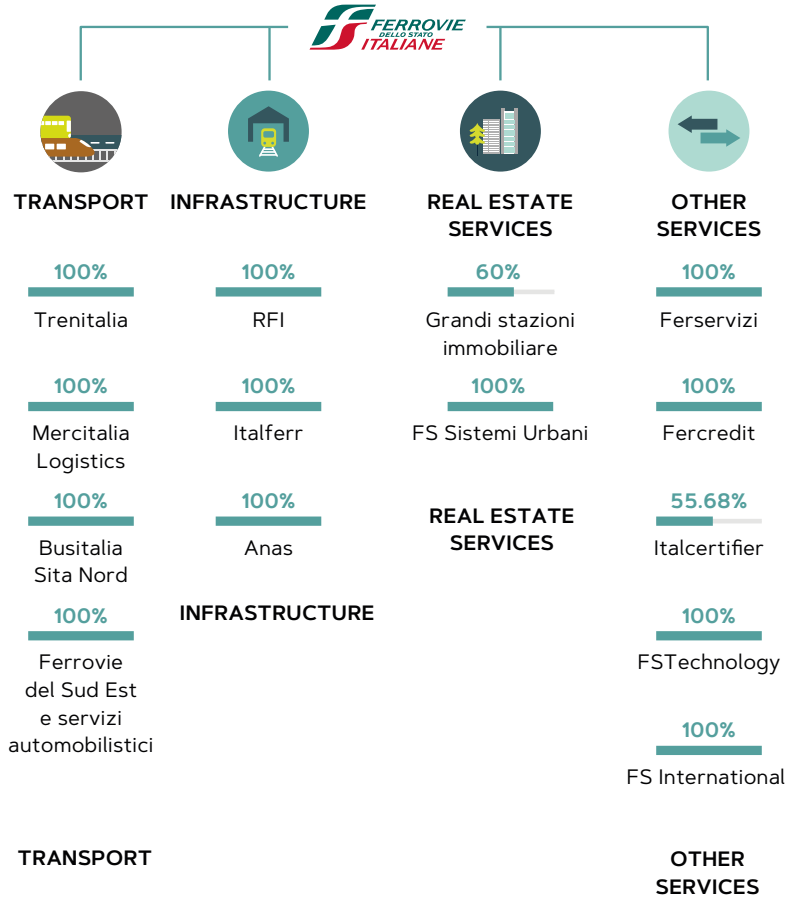 FERROVIE
DELLO STATO
ITALIANE
TRANSPORT
100%
Trenitalia
100%
Mercitalia
Logistics
100%
Busitalia
Sita Nord
100%
Ferrovie
del Sud Est
e servizi
automobilistici
TRANSPORT
INFRASTRUCTURE
100%
RFI
100%
Italferr
100%
Anas
INFRASTRUCTURE
REAL ESTATE
SERVICES
60%
Grandi stazioni
immobiliare
100%
FS Sistemi Urbani
REAL ESTATE
SERVICES
OTHER
SERVICES
100%
Ferservizi
100%
Fercredit
55.68%
Italcertifier
100%
FSTechnology
100%
FS International
OTHER
SERVICES